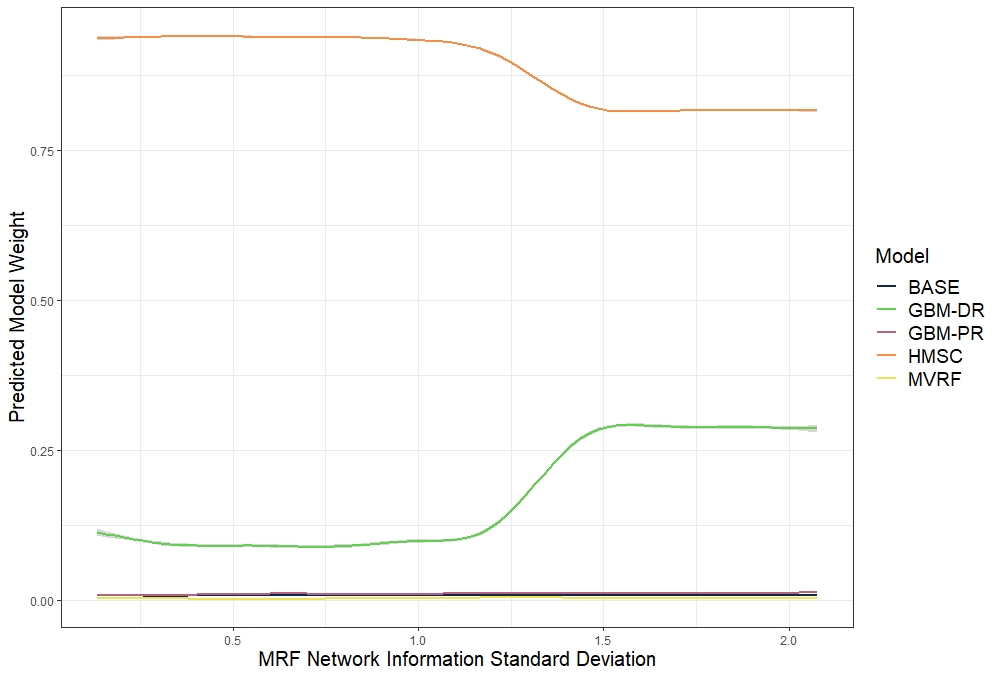 Predicted Model Weight
0.75
0.50
0.25
0.00
0.5 1.0 1.5 2.0
MRF Network Information Standard Deviation
Model
BASE
GBM-DR
GBM-PR
HMSC
MVRF